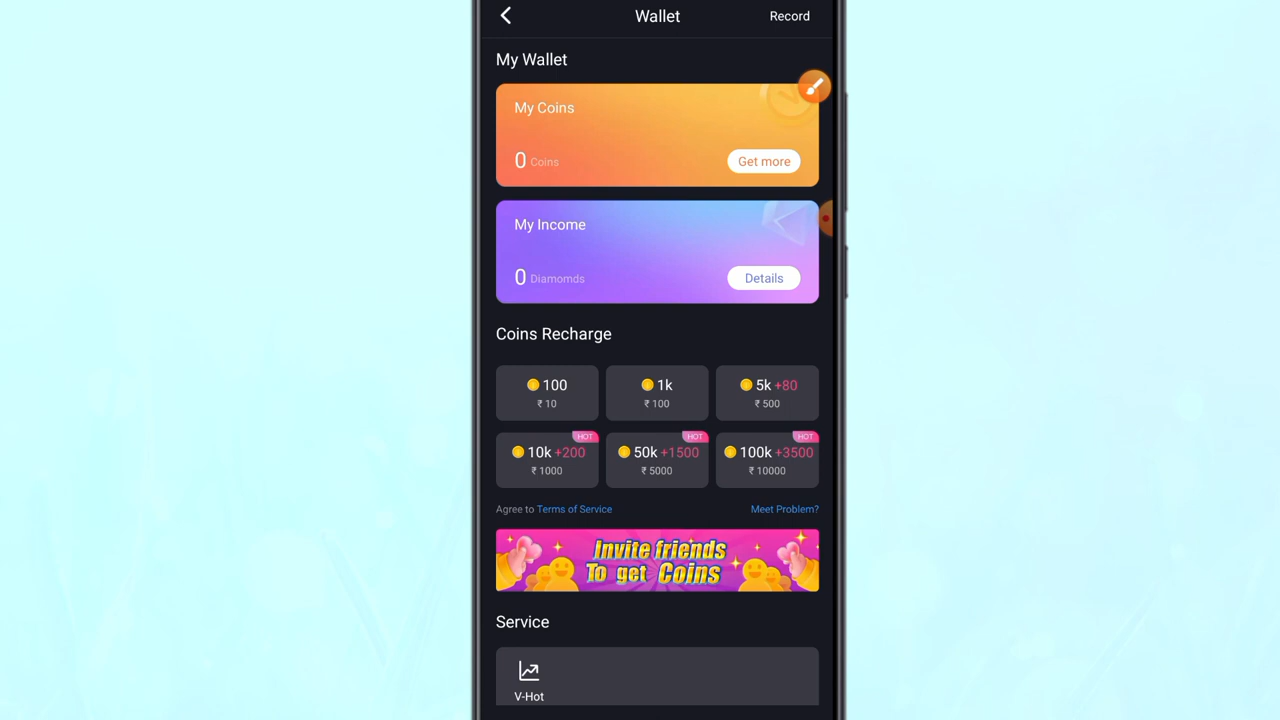 Wallet
Record
My Wallet
My Coins
0 Coins
Get more
My Income
0 Diamomds
Details
Coins Recharge
100
₹ 10
1k
₹ 100
5k +80
₹ 500
HOT
10k +200
₹ 1000
HOT
50k +1500
₹ 5000
HOT
100k +3500
₹ 10000
Agree to Terms of Service
Meet Problem?
Invite friends
To get Coins
Service
V-Hot